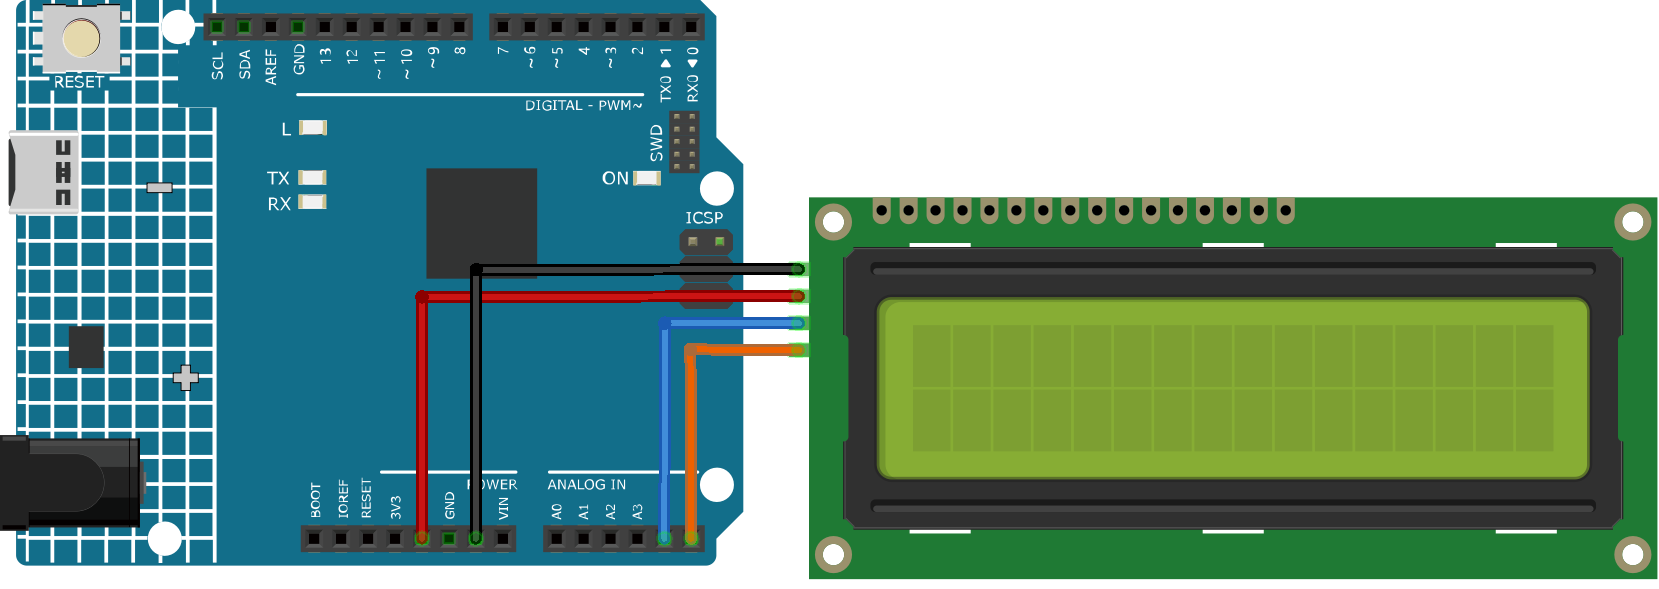 RESET
SCL SDA AREF GND 13 12 ~11 ~10 ~9 8 7 ~6 ~5 4 ~3 2 TX0▶1 RX0◀0
DIGITAL - PWM~
L
TX
RX
ON
SWD
ICSP
POWER
ANALOG IN
BOOT IOREF RESET 3V3 GND VIN A0 A1 A2 A3